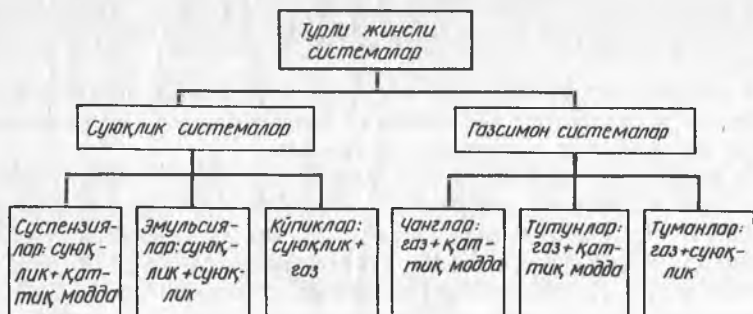 Турли жинсли
системалар
Суюқлик системалар
Газсимон системалар
Суспензия-
лар: суюқ-
лик+қат-
тиқ модда
Эмульсия-
лар: суюқ-
лик+суюқ-
лик
Кўпиклар:
суюқлик+
газ
Чанглар:
газ+қат-
тиқ модда
Тутунлар:
газ+қат-
тиқ модда
Туманлар:
газ+суюқ-
лик